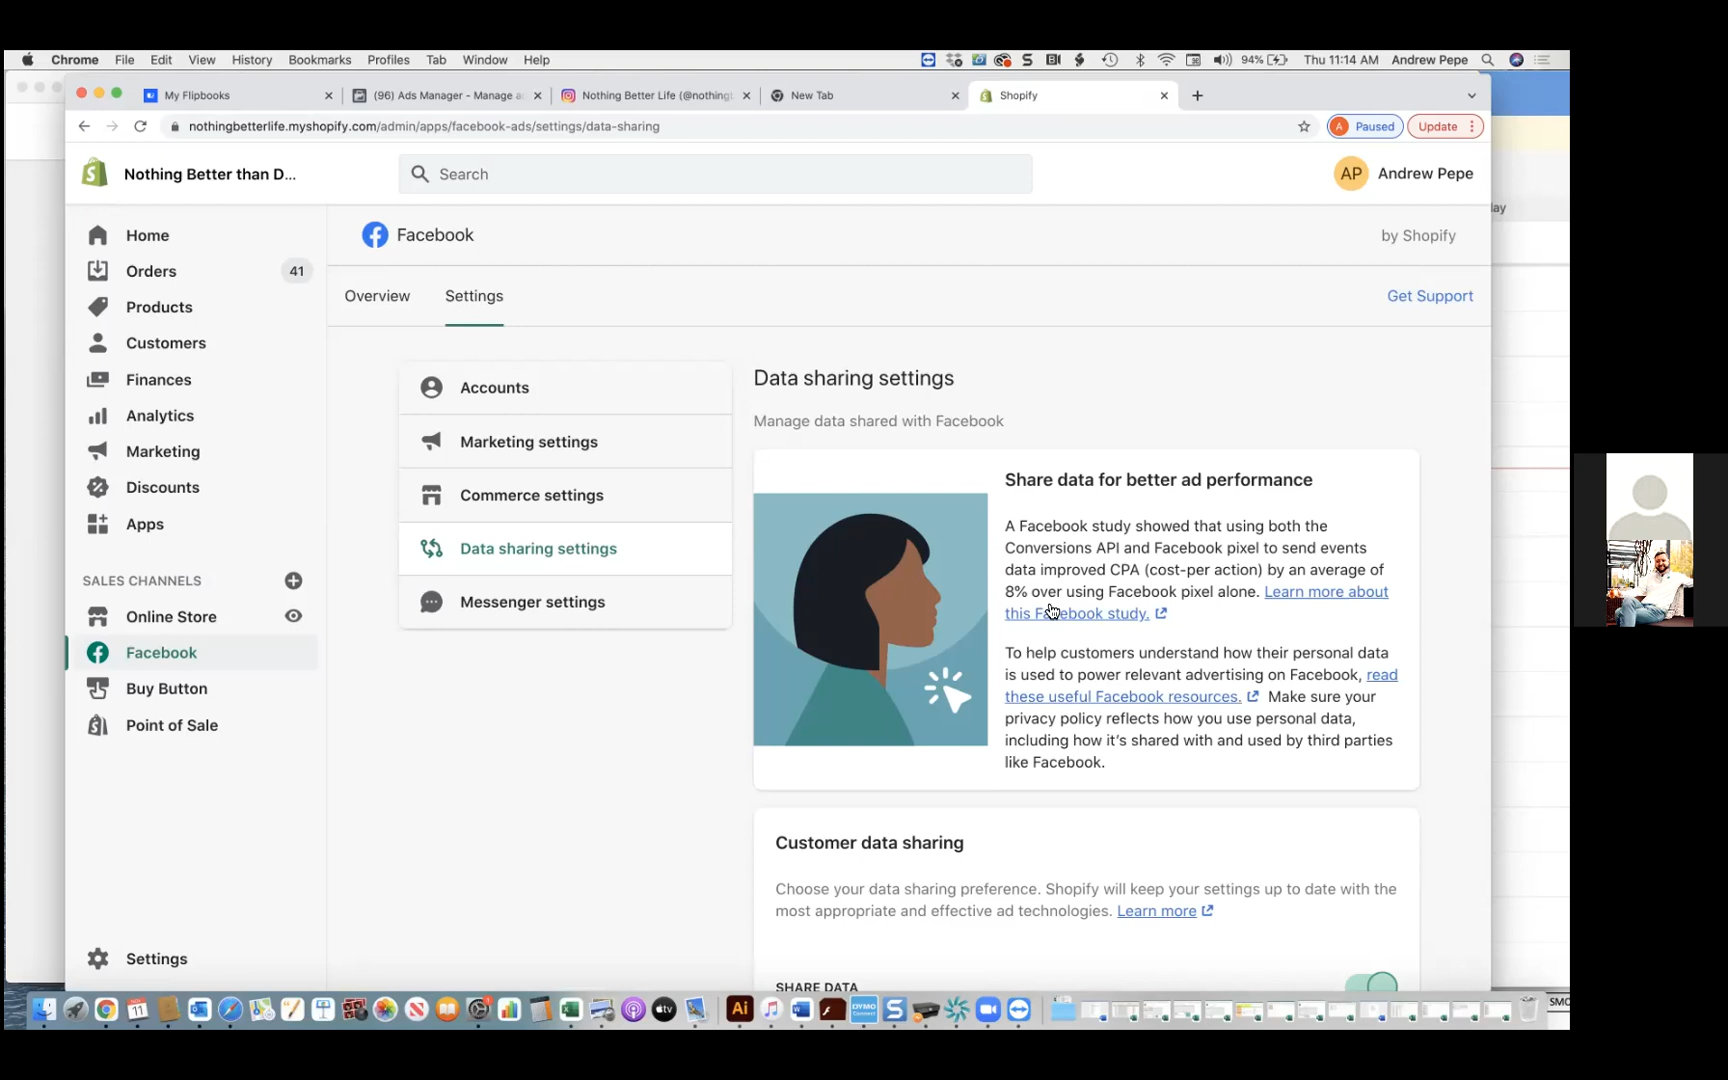 Chrome File Edit View History Bookmarks Profiles Tab Window Help
94% Thu 11:14 AM Andrew Pepe
My Flipbooks
(96) Ads Manager - Manage a
Nothing Better Life (@nothing
New Tab
Shopify
nothingbetterlife.myshopify.com/admin/apps/facebook-ads/settings/data-sharing
A Paused
Update
Nothing Better than D...
Search
AP Andrew Pepe
Home
Orders 41
Products
Customers
Finances
Analytics
Marketing
Discounts
Apps
SALES CHANNELS
Online Store
Facebook
Buy Button
Point of Sale
Settings
Facebook
by Shopify
Overview
Settings
Get Support
Accounts
Marketing settings
Commerce settings
Data sharing settings
Messenger settings
Data sharing settings
Manage data shared with Facebook
Share data for better ad performance
A Facebook study showed that using both the
Conversions API and Facebook pixel to send events
data improved CPA (cost-per action) by an average of
8% over using Facebook pixel alone. Learn more about
this Facebook study.
To help customers understand how their personal data
is used to power relevant advertising on Facebook, read
these useful Facebook resources. Make sure your
privacy policy reflects how you use personal data,
including how it's shared with and used by third parties
like Facebook.
Customer data sharing
Choose your data sharing preference. Shopify will keep your settings up to date with the
most appropriate and effective ad technologies. Learn more
SHARE DATA
lay
NOV
11
tv
Ai
DYMO
Connect
SMO